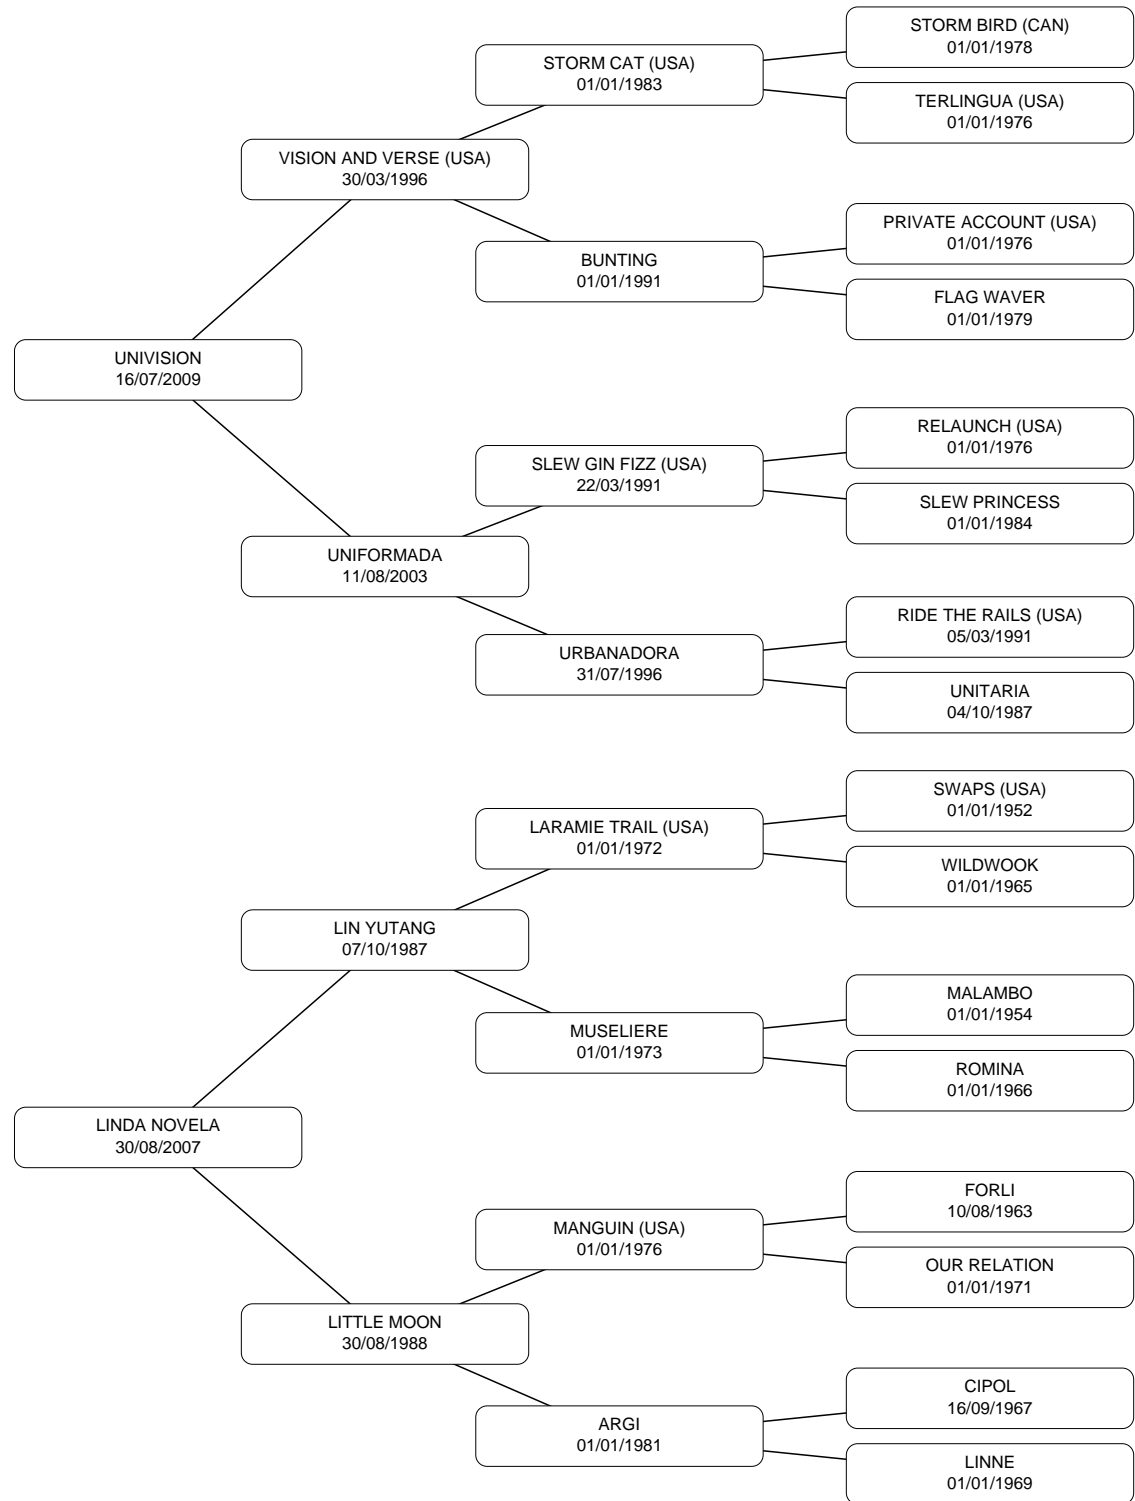 STORM BIRD (CAN)
01/01/1978
STORM CAT (USA)
01/01/1983
TERLINGUA (USA)
01/01/1976
VISION AND VERSE (USA)
30/03/1996
PRIVATE ACCOUNT (USA)
01/01/1976
BUNTING
01/01/1991
FLAG WAVER
01/01/1979
UNIVISION
16/07/2009
RELAUNCH (USA)
01/01/1976
SLEW GIN FIZZ (USA)
22/03/1991
SLEW PRINCESS
01/01/1984
UNIFORMADA
11/08/2003
RIDE THE RAILS (USA)
05/03/1991
URBANADORA
31/07/1996
UNITARIA
04/10/1987
SWAPS (USA)
01/01/1952
LARAMIE TRAIL (USA)
01/01/1972
WILDWOOK
01/01/1965
LIN YUTANG
07/10/1987
MALAMBO
01/01/1954
MUSELIERE
01/01/1973
ROMINA
01/01/1966
LINDA NOVELA
30/08/2007
FORLI
10/08/1963
MANGUIN (USA)
01/01/1976
OUR RELATION
01/01/1971
LITTLE MOON
30/08/1988
CIPOL
16/09/1967
ARGI
01/01/1981
LINNE
01/01/1969